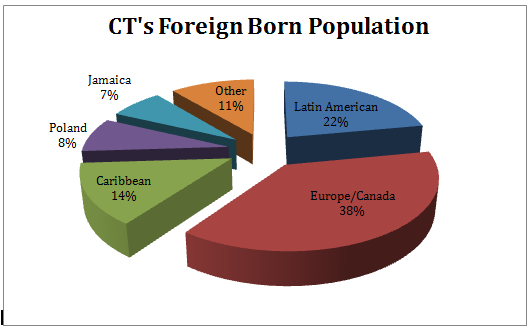 CT's Foreign Born Population
Jamaica
7%
Other
11%
Latin American
22%
Poland
8%
Caribbean
14%
Europe/Canada
38%